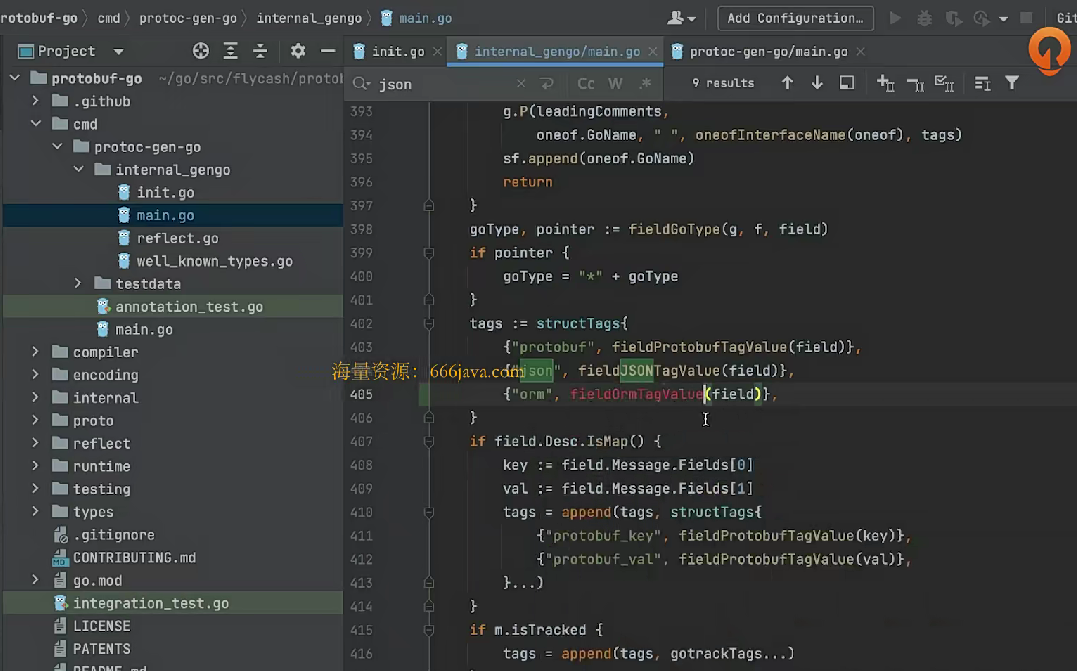 rotobuf-go cmd protoc-gen-go internal_gengo main.go Add Configuration… Git
Project init.go internal_gengo/main.go protoc-gen-go/main.go
protobuf-go ~/go/src/flycash/protob
json Cc W .* 9 results
.github
cmd
protoc-gen-go
internal_gengo
init.go
main.go
reflect.go
well_known_types.go
testdata
annotation_test.go
main.go
compiler
encoding
internal
proto
reflect
runtime
testing
types
.gitignore
CONTRIBUTING.md
go.mod
integration_test.go
LICENSE
PATENTS
README.md
393 g.P(leadingComments,
394 oneof.GoName, " ", oneofInterfaceName(oneof), tags)
395 sf.append(oneof.GoName)
396 return
397 }
398 goType, pointer := fieldGoType(g, f, field)
399 if pointer {
400 goType = "*" + goType
401 }
402 tags := structTags{
403 {"protobuf", fieldProtobufTagValue(field)},
404 {"json", fieldJSONTagValue(field)},
海量资源：666java.com
405 {"orm", fieldOrmTagValue(field)},
406 }
407 if field.Desc.IsMap() {
408 key := field.Message.Fields[0]
409 val := field.Message.Fields[1]
410 tags = append(tags, structTags{
411 {"protobuf_key", fieldProtobufTagValue(key)},
412 {"protobuf_val", fieldProtobufTagValue(val)},
413 }...)
414 }
415 if m.isTracked {
416 tags = append(tags, gotrackTags...)